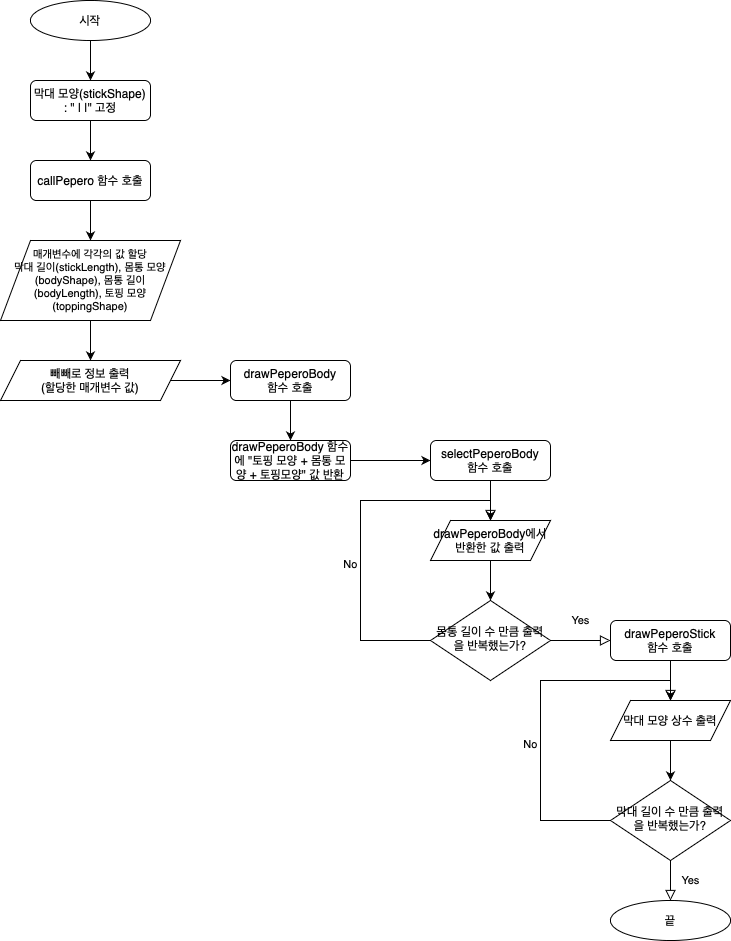 시작
막대 모양(stickShape)
: "ㅣㅣ" 고정
callPepero 함수 호출
매개변수에 각각의 값 할당
막대 길이(stickLength), 몸통 모양
(bodyShape), 몸통 길이
(bodyLength), 토핑 모양
(toppingShape)
빼빼로 정보 출력
(할당한 매개변수 값)
drawPeperoBody
함수 호출
drawPeperoBody 함수
에 "토핑 모양 + 몸통 모
양 + 토핑모양" 값 반환
selectPeperoBody
함수 호출
drawPeperoBody에서
반환한 값 출력
No
몸통 길이 수 만큼 출력
을 반복했는가?
Yes
drawPeperoStick
함수 호출
막대 모양 상수 출력
No
막대 길이 수 만큼 출력
을 반복했는가?
Yes
끝